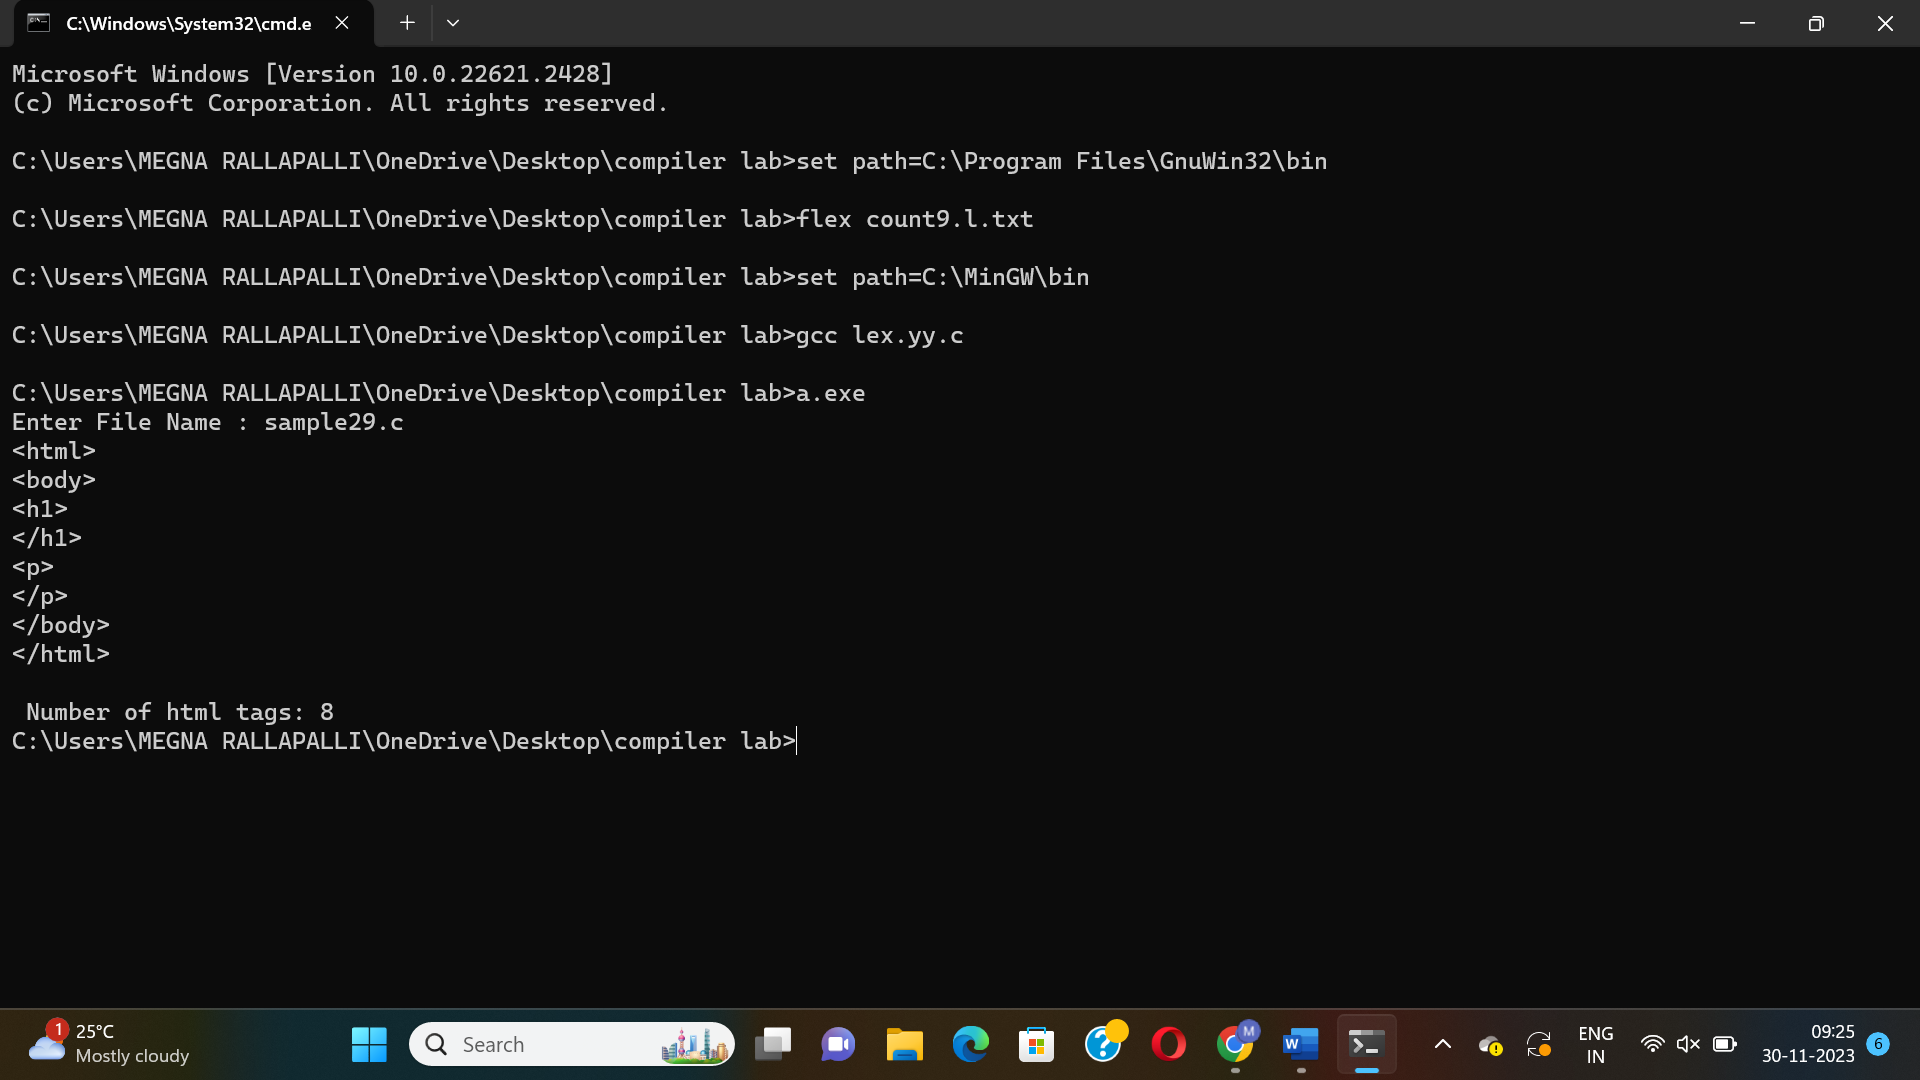 C:\Windows\System32\cmd.e
Microsoft Windows [Version 10.0.22621.2428]
(c) Microsoft Corporation. All rights reserved.
C:\Users\MEGNA RALLAPALLI\OneDrive\Desktop\compiler lab>set path=C:\Program Files\GnuWin32\bin
C:\Users\MEGNA RALLAPALLI\OneDrive\Desktop\compiler lab>flex count9.l.txt
C:\Users\MEGNA RALLAPALLI\OneDrive\Desktop\compiler lab>set path=C:\MinGW\bin
C:\Users\MEGNA RALLAPALLI\OneDrive\Desktop\compiler lab>gcc lex.yy.c
C:\Users\MEGNA RALLAPALLI\OneDrive\Desktop\compiler lab>a.exe
Enter File Name : sample29.c
<html>
<body>
<h1>
</h1>
<p>
</p>
</body>
</html>
Number of html tags: 8
C:\Users\MEGNA RALLAPALLI\OneDrive\Desktop\compiler lab>
1
25°C
Mostly cloudy
Search
M
W
ENG
IN
09:25
30-11-2023
6